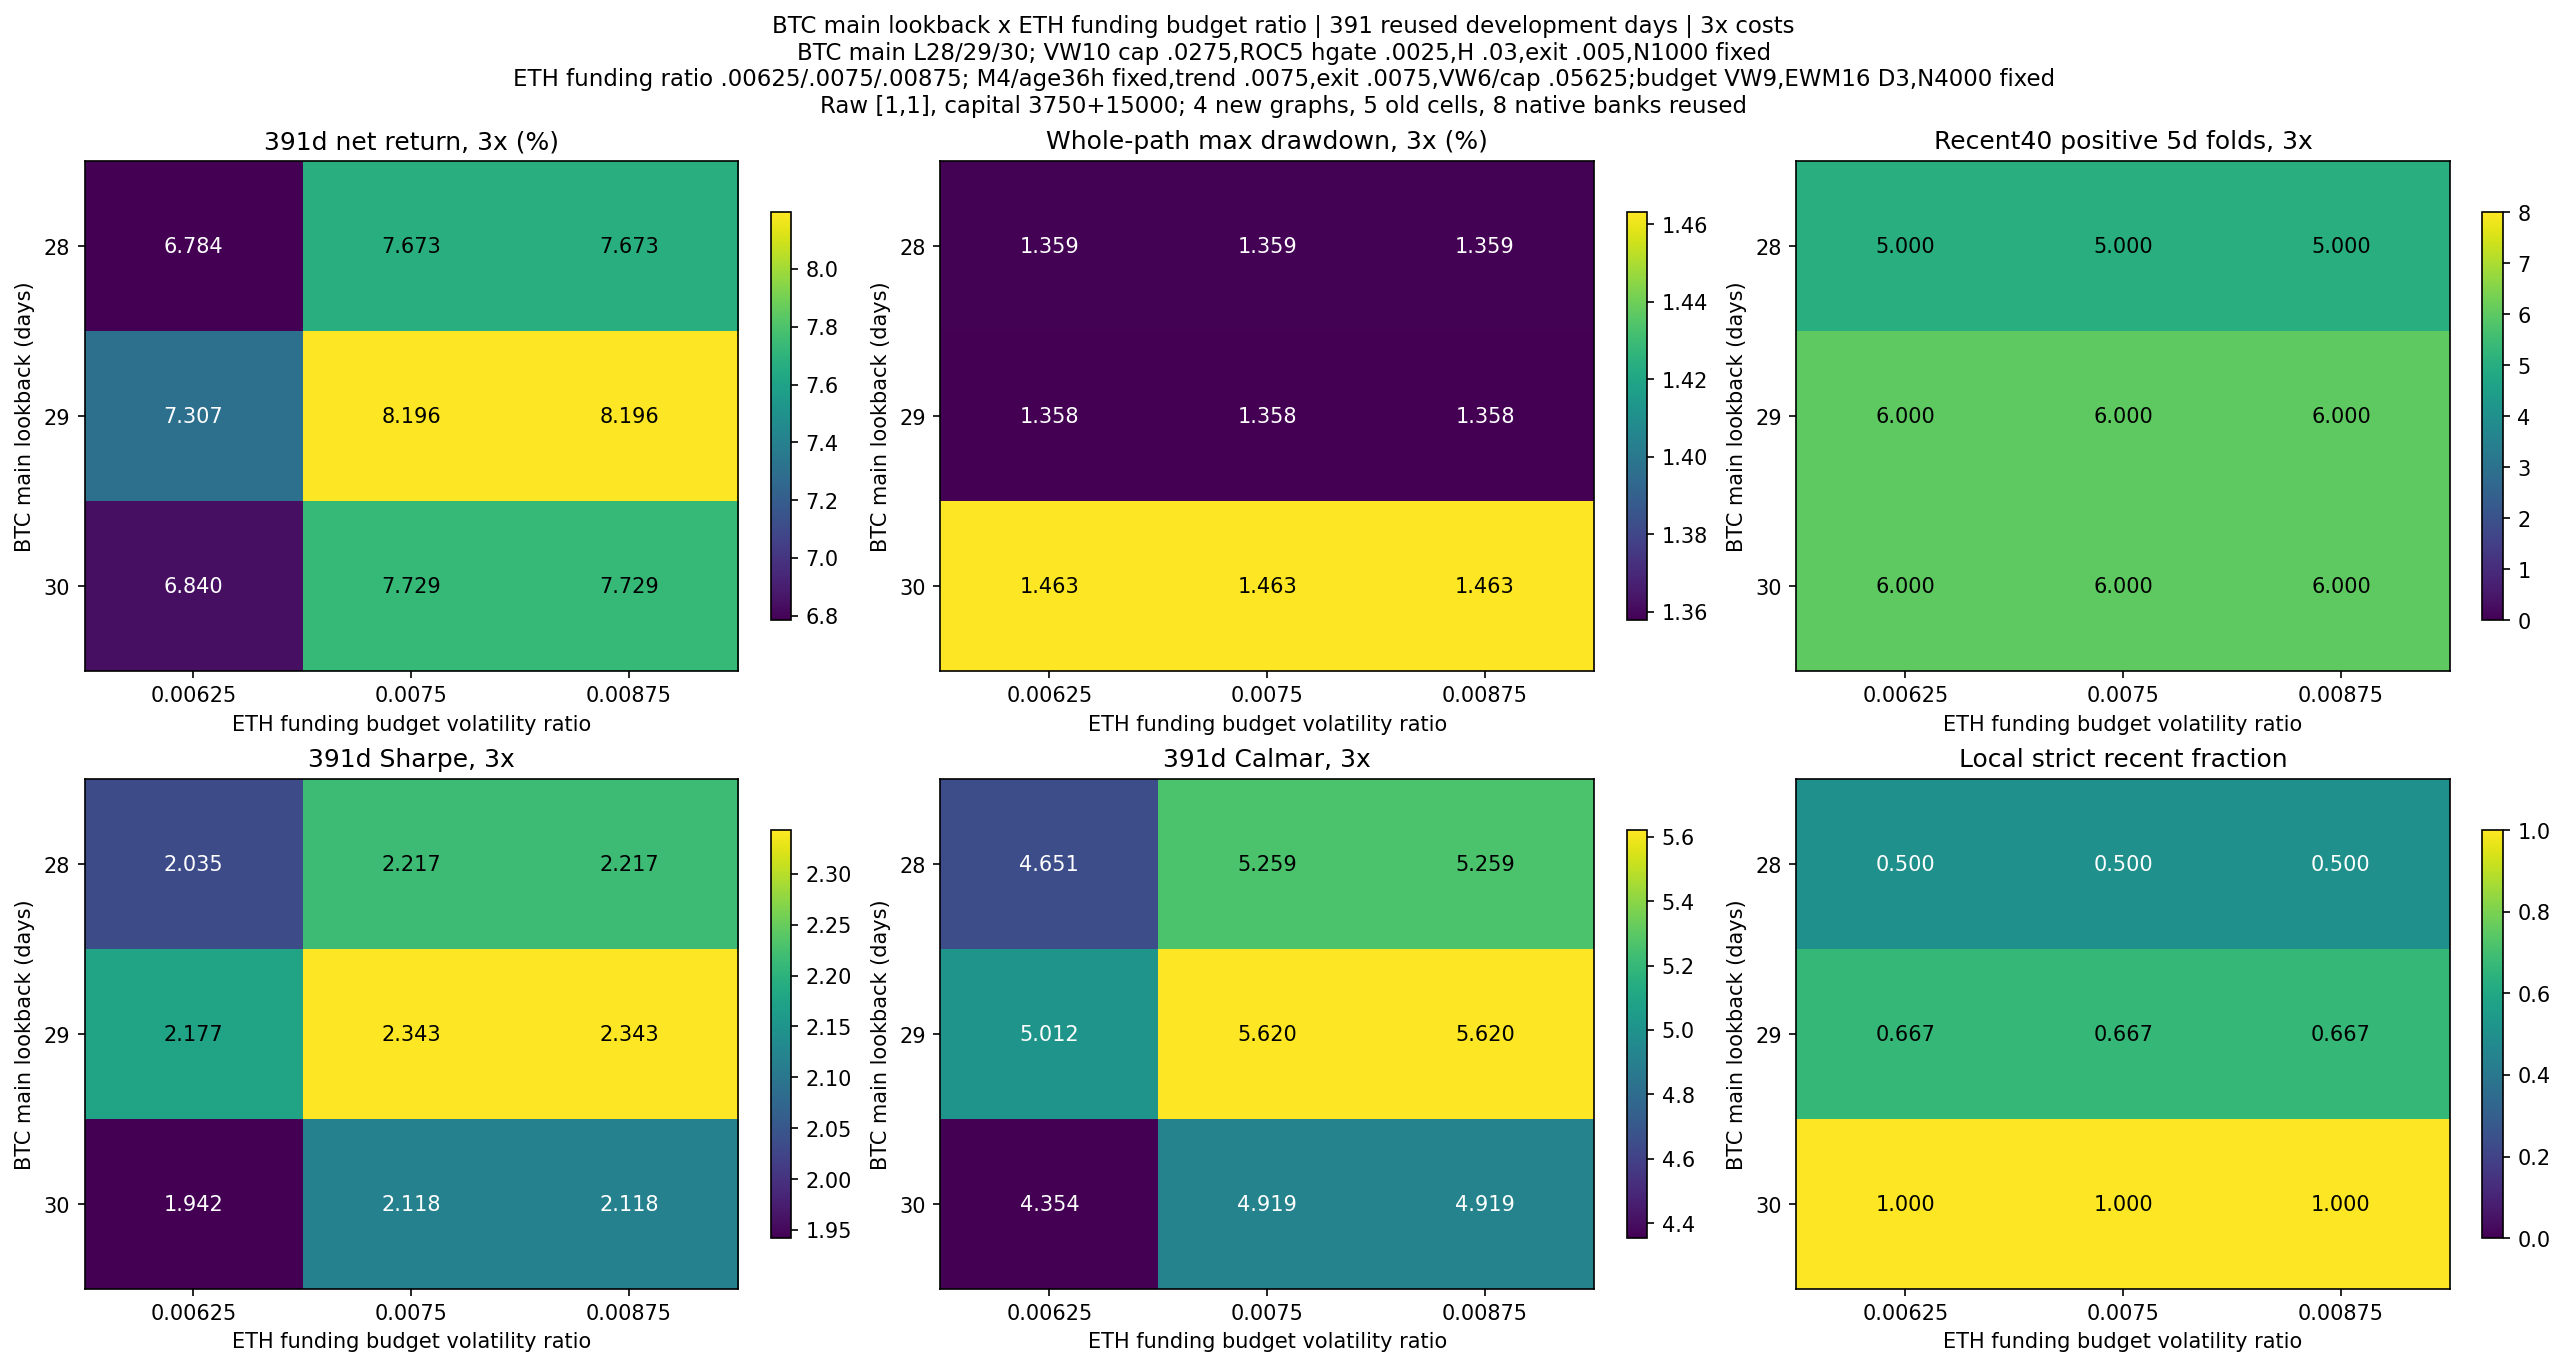 BTC main lookback x ETH funding budget ratio | 391 reused development days | 3x costs
BTC main L28/29/30; VW10 cap .0275,ROC5 hgate .0025,H .03,exit .005,N1000 fixed
ETH funding ratio .00625/.0075/.00875; M4/age36h fixed,trend .0075,exit .0075,VW6/cap .05625;budget VW9,EWM16 D3,N4000 fixed
Raw [1,1], capital 3750+15000; 4 new graphs, 5 old cells, 8 native banks reused
391d net return, 3x (%)
BTC main lookback (days)
28
29
30
6.784 7.673 7.673
7.307 8.196 8.196
6.840 7.729 7.729
0.00625 0.0075 0.00875
ETH funding budget volatility ratio
8.0
7.8
7.6
7.4
7.2
7.0
6.8
Whole-path max drawdown, 3x (%)
BTC main lookback (days)
28
29
30
1.359 1.359 1.359
1.358 1.358 1.358
1.463 1.463 1.463
0.00625 0.0075 0.00875
ETH funding budget volatility ratio
1.46
1.44
1.42
1.40
1.38
1.36
Recent40 positive 5d folds, 3x
BTC main lookback (days)
28
29
30
5.000 5.000 5.000
6.000 6.000 6.000
6.000 6.000 6.000
0.00625 0.0075 0.00875
ETH funding budget volatility ratio
8
7
6
5
4
3
2
1
0
391d Sharpe, 3x
BTC main lookback (days)
28
29
30
2.035 2.217 2.217
2.177 2.343 2.343
1.942 2.118 2.118
0.00625 0.0075 0.00875
ETH funding budget volatility ratio
2.30
2.25
2.20
2.15
2.10
2.05
2.00
1.95
391d Calmar, 3x
BTC main lookback (days)
28
29
30
4.651 5.259 5.259
5.012 5.620 5.620
4.354 4.919 4.919
0.00625 0.0075 0.00875
ETH funding budget volatility ratio
5.6
5.4
5.2
5.0
4.8
4.6
4.4
Local strict recent fraction
BTC main lookback (days)
28
29
30
0.500 0.500 0.500
0.667 0.667 0.667
1.000 1.000 1.000
0.00625 0.0075 0.00875
ETH funding budget volatility ratio
1.0
0.8
0.6
0.4
0.2
0.0